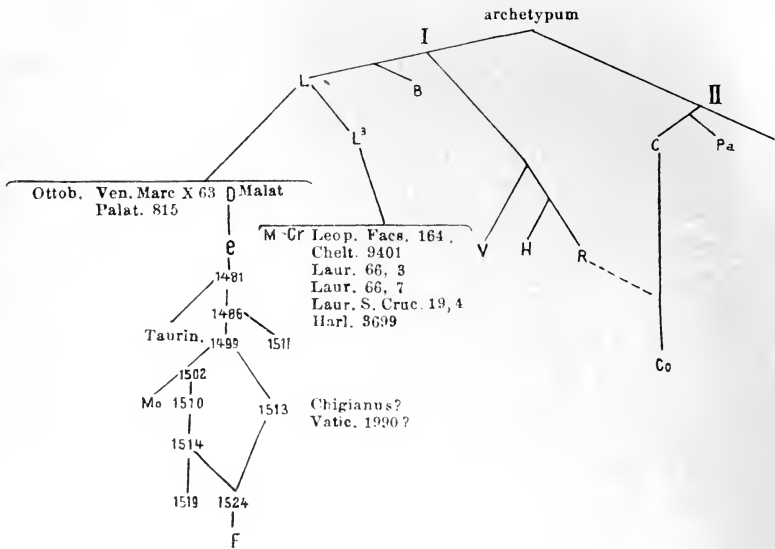 archetypum
I
II
L
B
L³
C
Pa
Ottob. Ven. Marc X 63 D Malat
Palat. 815
e
M Cr Leop. Facs. 164.
Chelt. 9401
Laur. 66, 3
Laur. 66, 7
Laur. S. Cruc. 19, 4
Harl. 3699
V
H
R
1481
1486
Taurin.
1499
1511
Co
1502
Mo
1510
1513
Chigianus?
Vatic. 1990?
1514
1519
1524
F